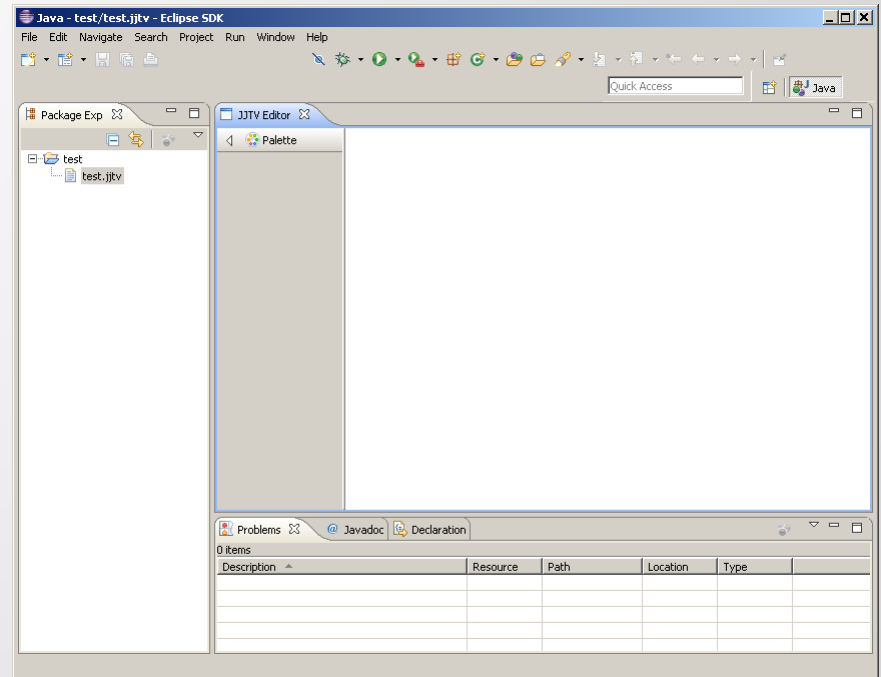 Java - test/test.jjtv - Eclipse SDK
File Edit Navigate Search Project Run Window Help
Quick Access
Java
Package Exp
JJTV Editor
Palette
test
test.jjtv
Problems @ Javadoc Declaration
0 items
Description Resource Path Location Type